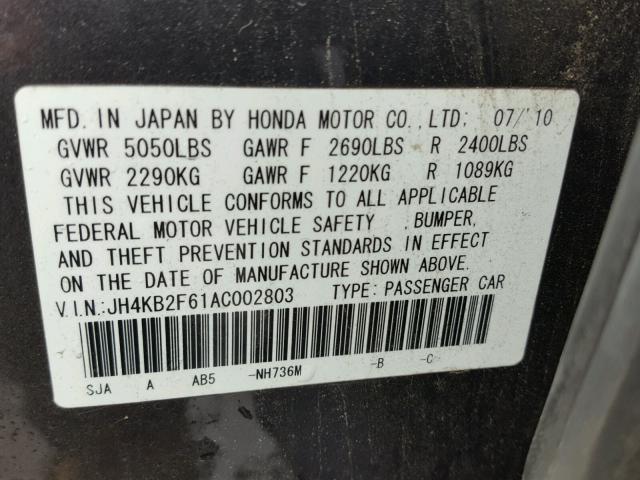 MFD. IN JAPAN BY HONDA MOTOR CO., LTD: 07/'10
GVWR 5050LBS GAWR F 2690LBS R 2400LBS
GVWR 2290KG GAWR F 1220KG R 1089KG
THIS VEHICLE CONFORMS TO ALL APPLICABLE
FEDERAL MOTOR VEHICLE SAFETY , BUMPER,
AND THEFT PREVENTION STANDARDS IN EFFECT
ON THE DATE OF MANUFACTURE SHOWN ABOVE.
V.I.N.:JH4KB2F61AC002803 TYPE: PASSENGER CAR
SJA A AB5 -NH736M -B -C-